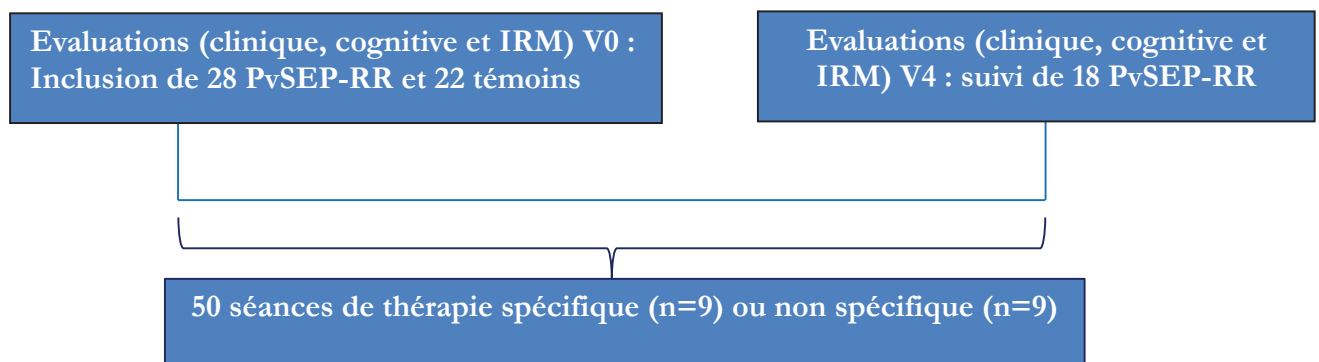 Evaluations (clinique, cognitive et IRM) V0 :
Inclusion de 28 PvSEP-RR et 22 témoins
Evaluations (clinique, cognitive et
IRM) V4 : suivi de 18 PvSEP-RR
50 séances de thérapie spécifique (n=9) ou non spécifique (n=9)